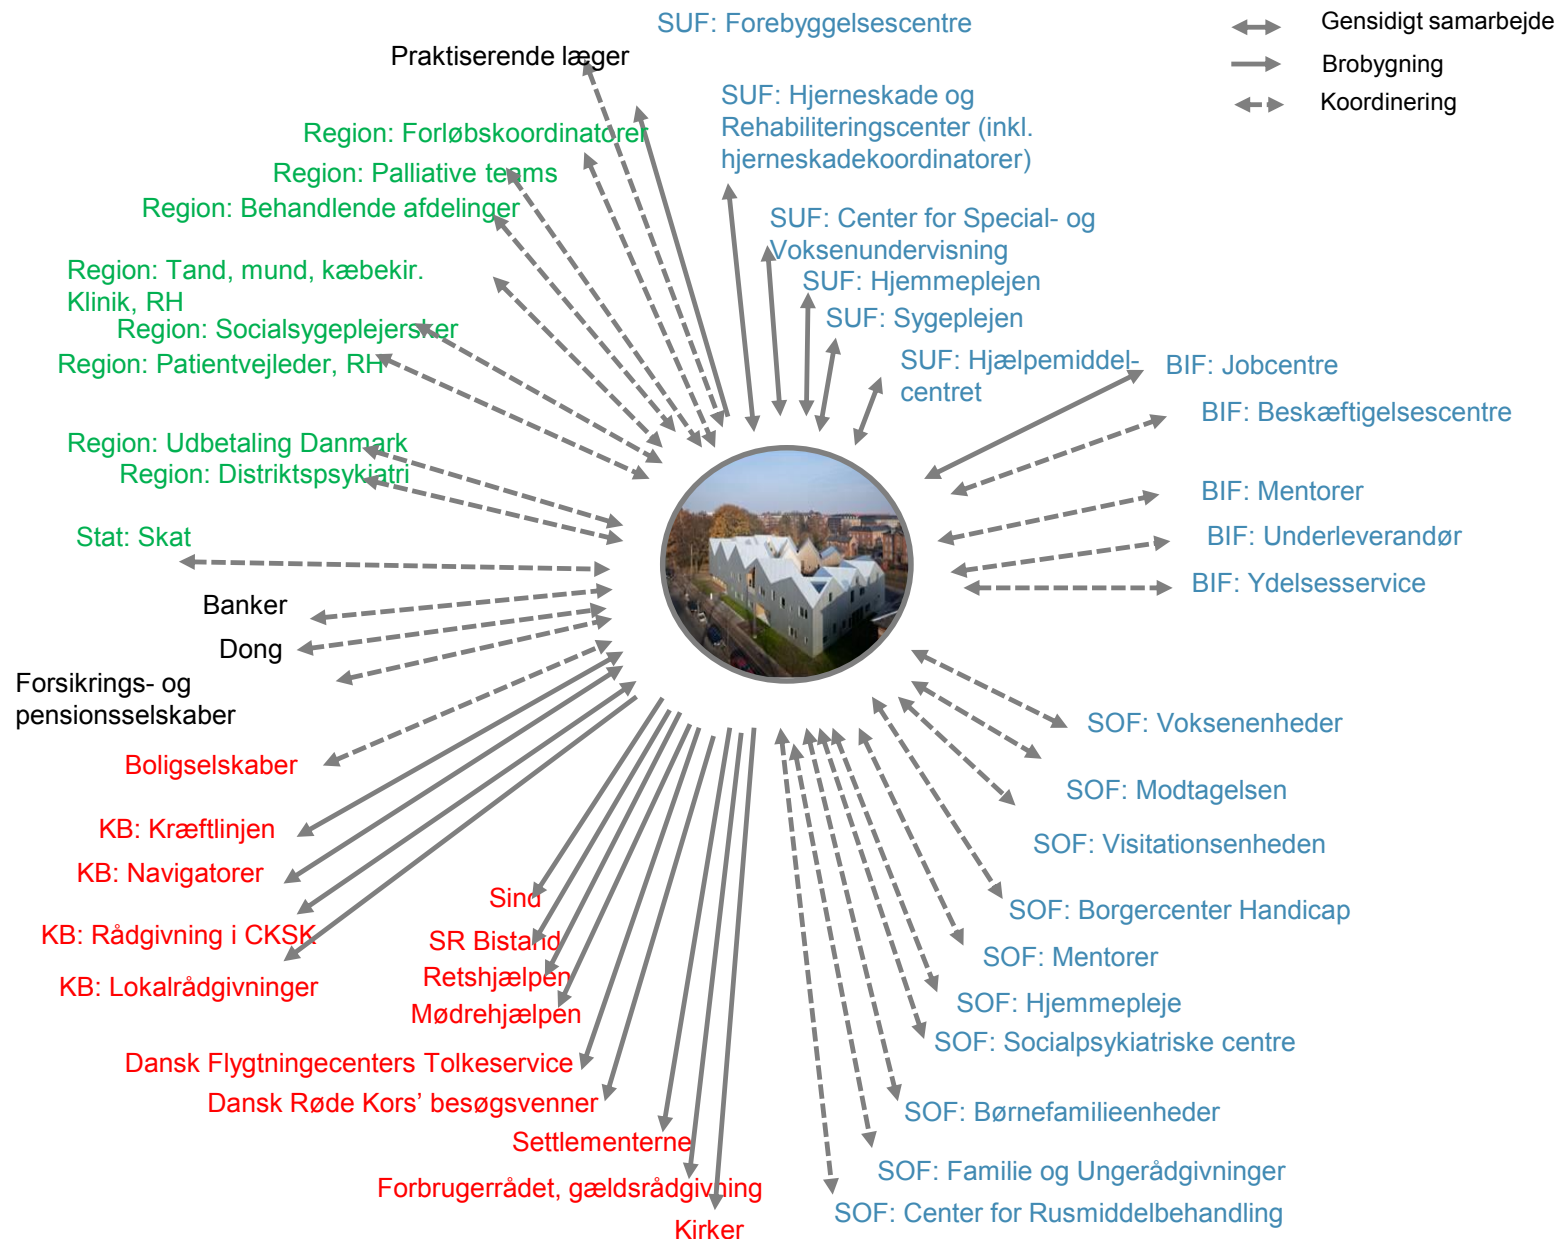 SUF: Forebyggelsescentre
Gensidigt samarbejde
Brobygning
Koordinering
Praktiserende læger
SUF: Hjerneskade og
Rehabiliteringscenter (inkl.
hjerneskadekoordinatorer)
Region: Forløbskoordinatorer
Region: Palliative teams
Region: Behandlende afdelinger
SUF: Center for Special- og
Voksenundervisning
SUF: Hjemmeplejen
SUF: Sygeplejen
SUF: Hjælpemiddel-
centret
Region: Tand, mund, kæbekir.
Klinik, RH
Region: Socialsygeplejersker
Region: Patientvejleder, RH
BIF: Jobcentre
BIF: Beskæftigelsescentre
Region: Udbetaling Danmark
Region: Distriktspsykiatri
BIF: Mentorer
BIF: Underleverandør
BIF: Ydelsesservice
Stat: Skat
Banker
Dong
Forsikrings- og
pensionsselskaber
Boligselskaber
KB: Kræftlinjen
KB: Navigatorer
KB: Rådgivning i CKSK
KB: Lokalrådgivninger
Sind
SR Bistand
Retshjælpen
Mødrehjælpen
Dansk Flygtningecenters Tolkeservice
Dansk Røde Kors’ besøgsvenner
Settlementerne
Forbrugerrådet, gældsrådgivning
Kirker
SOF: Voksenenheder
SOF: Modtagelsen
SOF: Visitationsenheden
SOF: Borgercenter Handicap
SOF: Mentorer
SOF: Hjemmepleje
SOF: Socialpsykiatriske centre
SOF: Børnefamilieenheder
SOF: Familie og Ungerådgivninger
SOF: Center for Rusmiddelbehandling